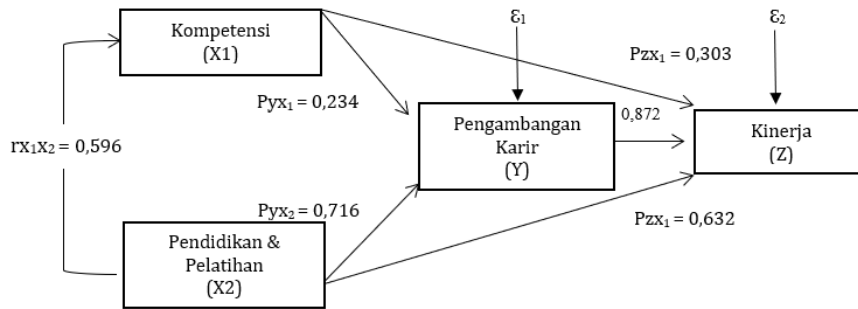 Kompetensi
(X1)
ε₁
ε₂
Pzx₁ = 0,303
Pyx₁ = 0,234
0,872
rx₁x₂ = 0,596
Pengambangan
Karir
(Y)
Kinerja
(Z)
Pyx₂ = 0,716
Pzx₁ = 0,632
Pendidikan &
Pelatihan
(X2)